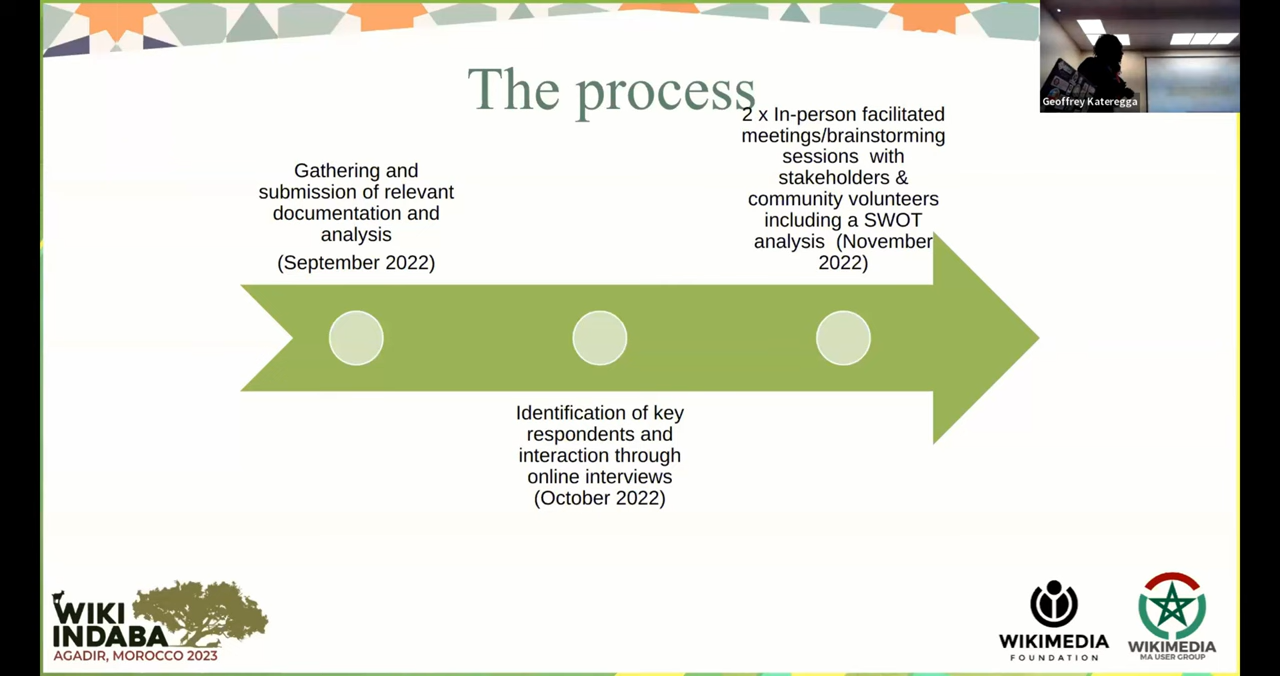 The process
Geoffrey Kateregga
Gathering and
submission of relevant
documentation and
analysis
(September 2022)
2 x In-person facilitated
meetings/brainstorming
sessions with
stakeholders &
community volunteers
including a SWOT
analysis (November
2022)
Identification of key
respondents and
interaction through
online interviews
(October 2022)
WIKI
INDABA
AGADIR, MOROCCO 2023
WIKIMEDIA
FOUNDATION
WIKIMEDIA
MA USER GROUP